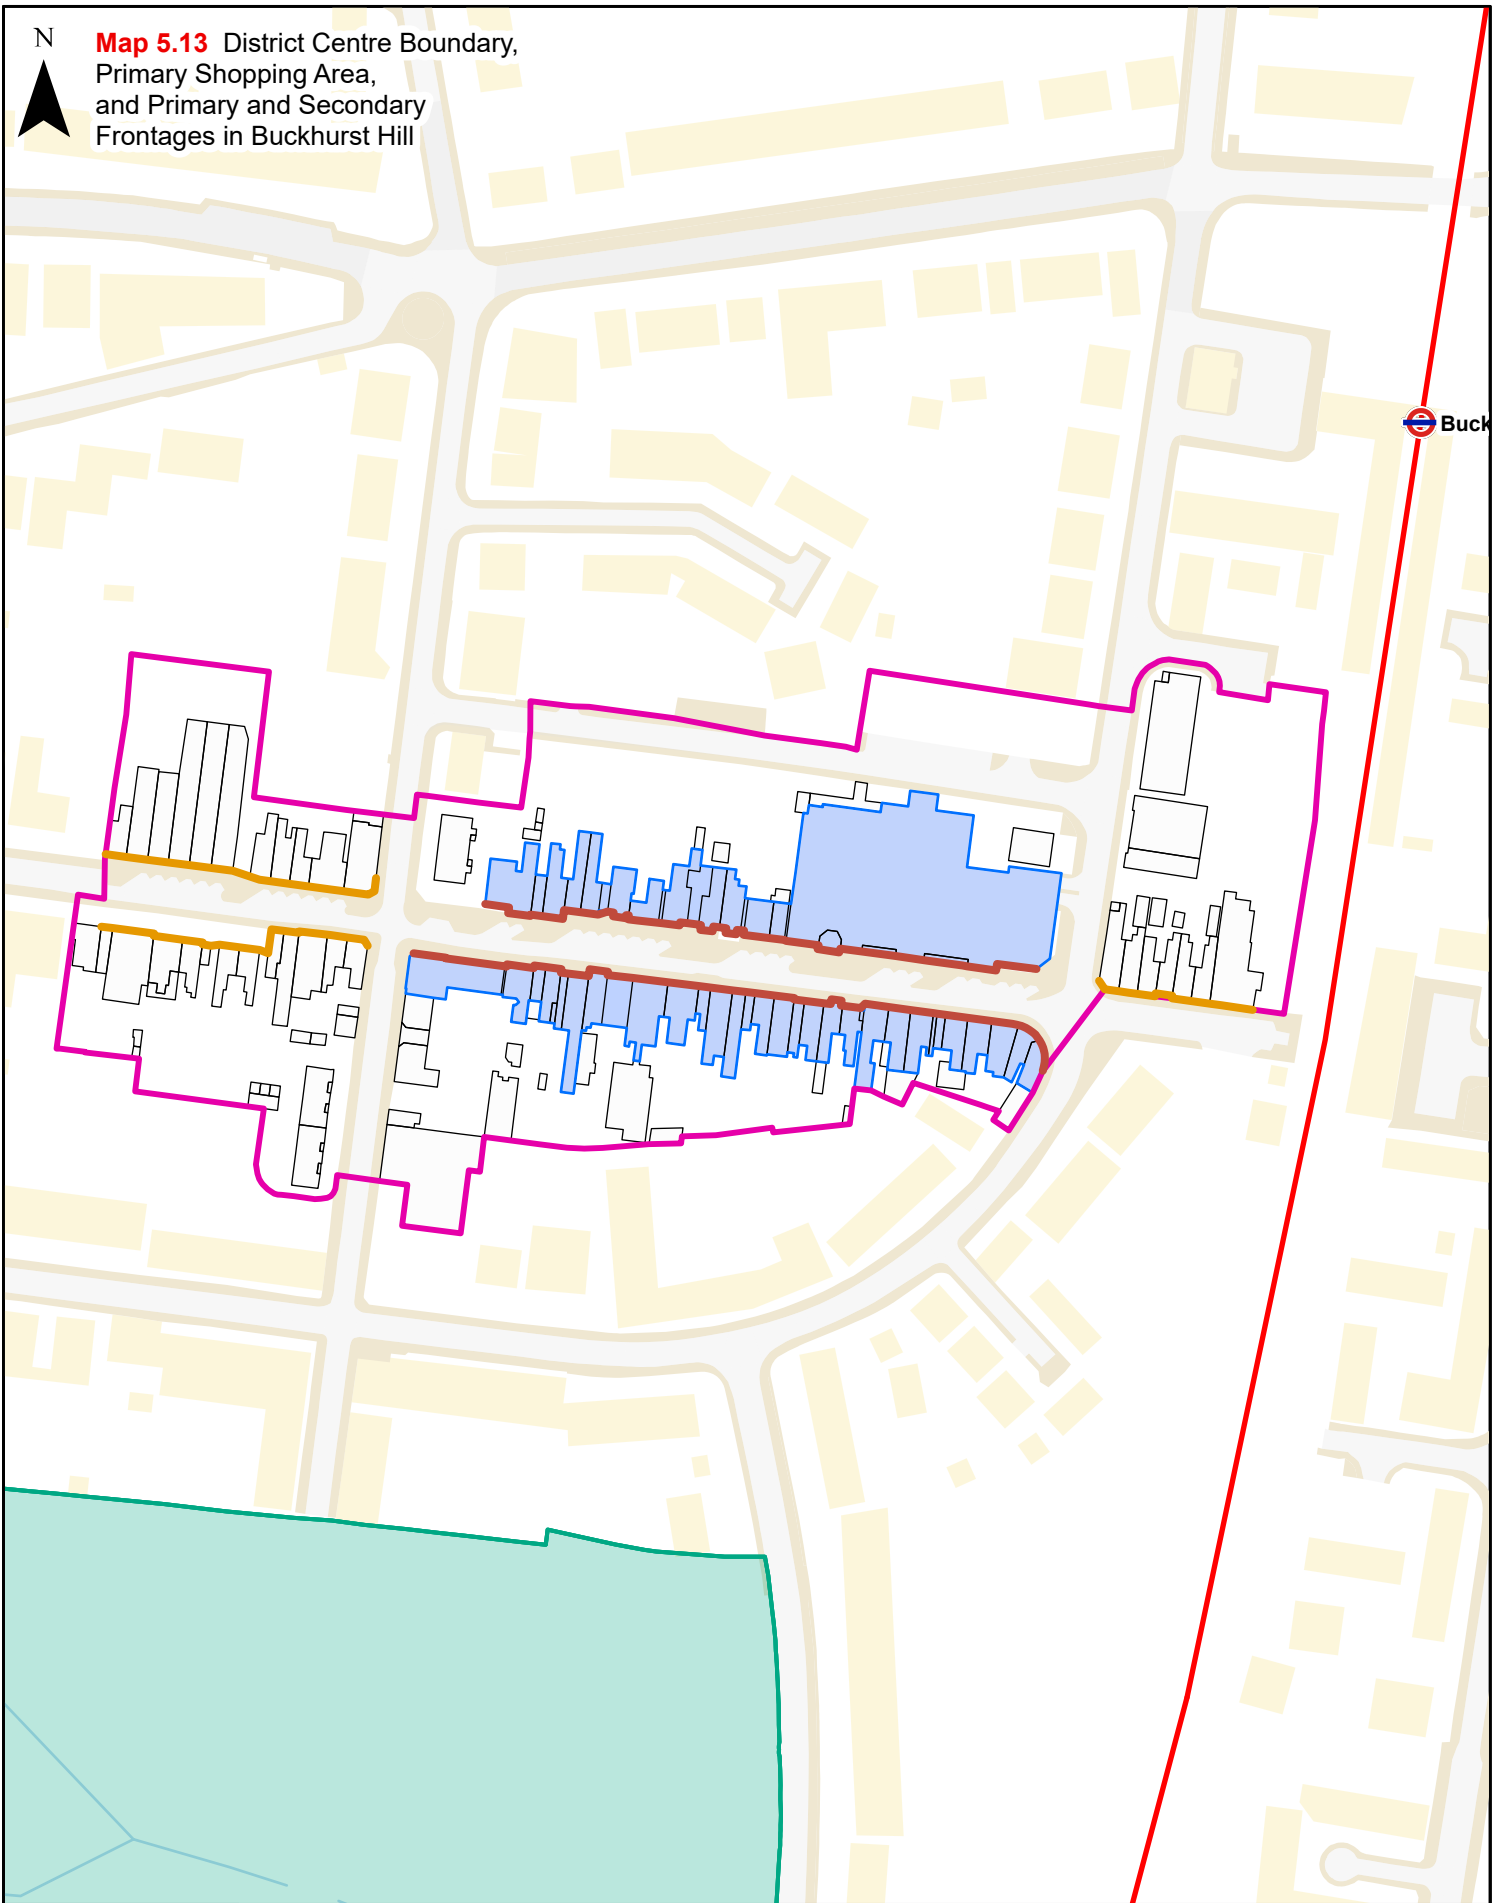 N
Map 5.13 District Centre Boundary,
Primary Shopping Area,
and Primary and Secondary
Frontages in Buckhurst Hill
Buck